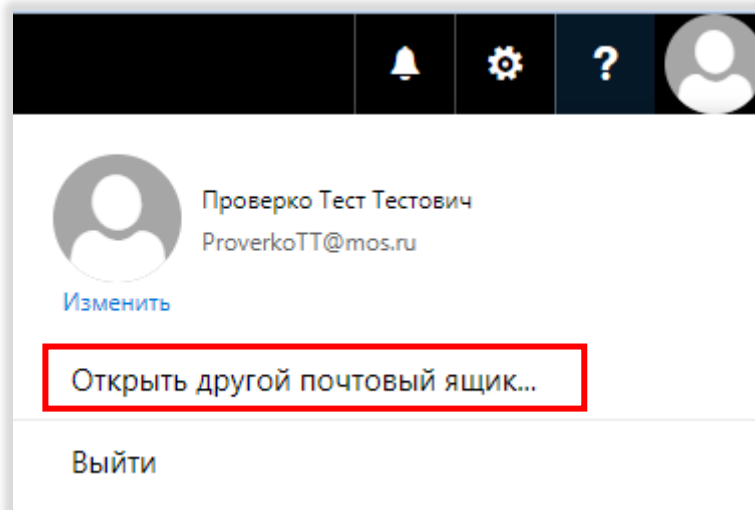 ?
Проверко Тест Тестович
ProverkoTT@mos.ru
Изменить
Открыть другой почтовый ящик...
Выйти